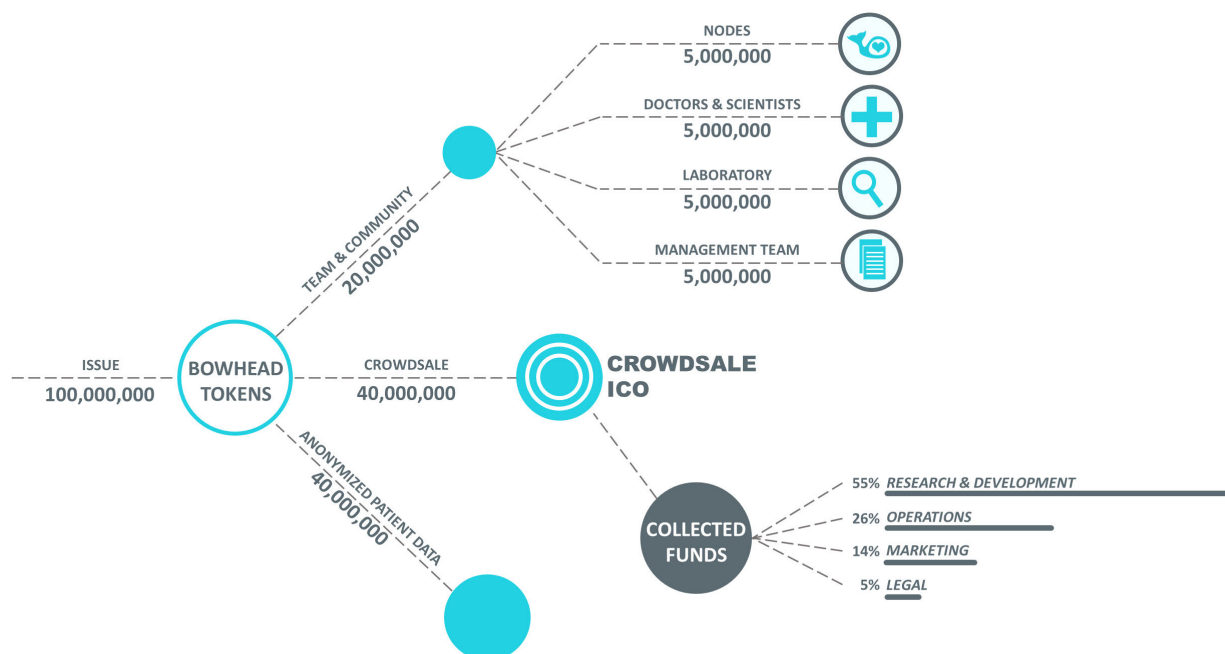 NODES
5,000,000
DOCTORS & SCIENTISTS
5,000,000
LABORATORY
5,000,000
MANAGEMENT TEAM
5,000,000
TEAM & COMMUNITY
20,000,000
ISSUE
100,000,000
BOWHEAD
TOKENS
CROWDSALE
40,000,000
CROWDSALE
ICO
ANONYMIZED PATIENT DATA
40,000,000
COLLECTED
FUNDS
55% RESEARCH & DEVELOPMENT
26% OPERATIONS
14% MARKETING
5% LEGAL